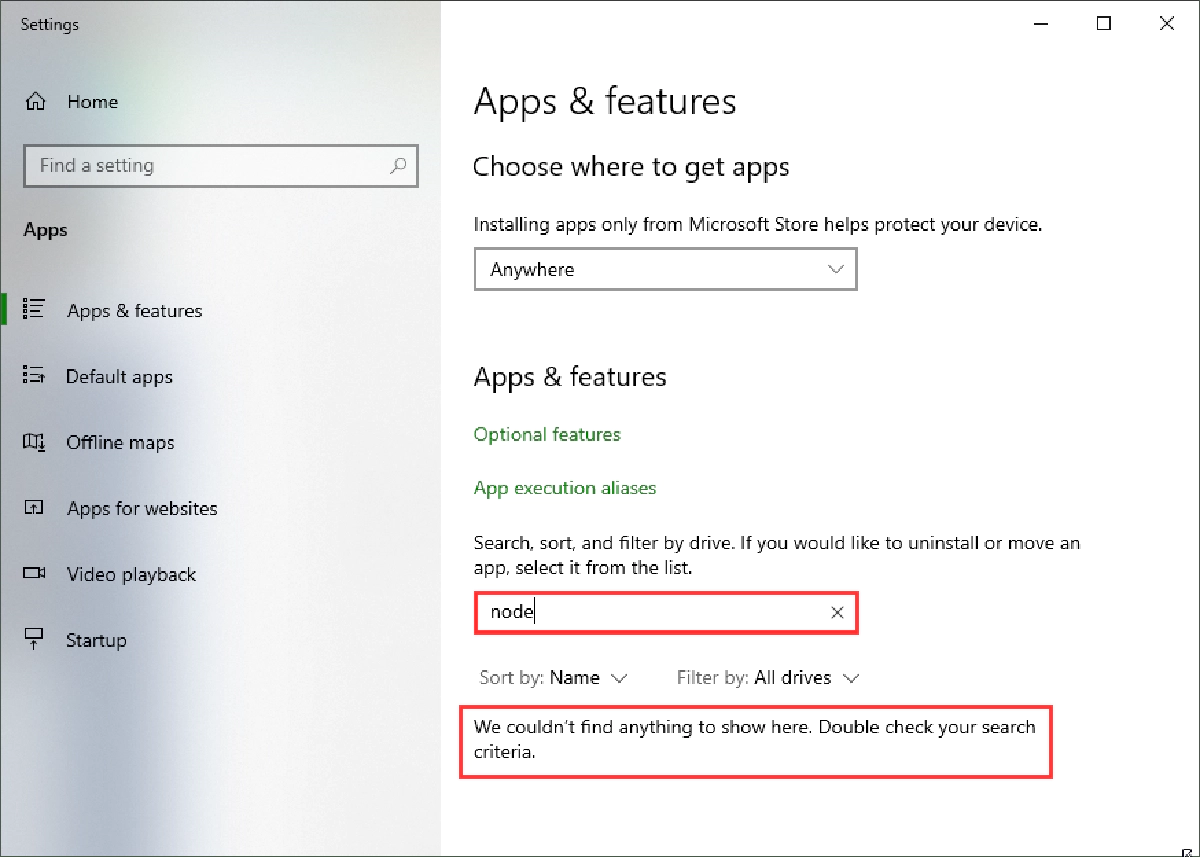 Settings
Home
Find a setting
Apps
Apps & features
Default apps
Offline maps
Apps for websites
Video playback
Startup
Apps & features
Choose where to get apps
Installing apps only from Microsoft Store helps protect your device.
Anywhere
Apps & features
Optional features
App execution aliases
Search, sort, and filter by drive. If you would like to uninstall or move an
app, select it from the list.
node
Sort by: Name
Filter by: All drives
We couldn't find anything to show here. Double check your search
criteria.